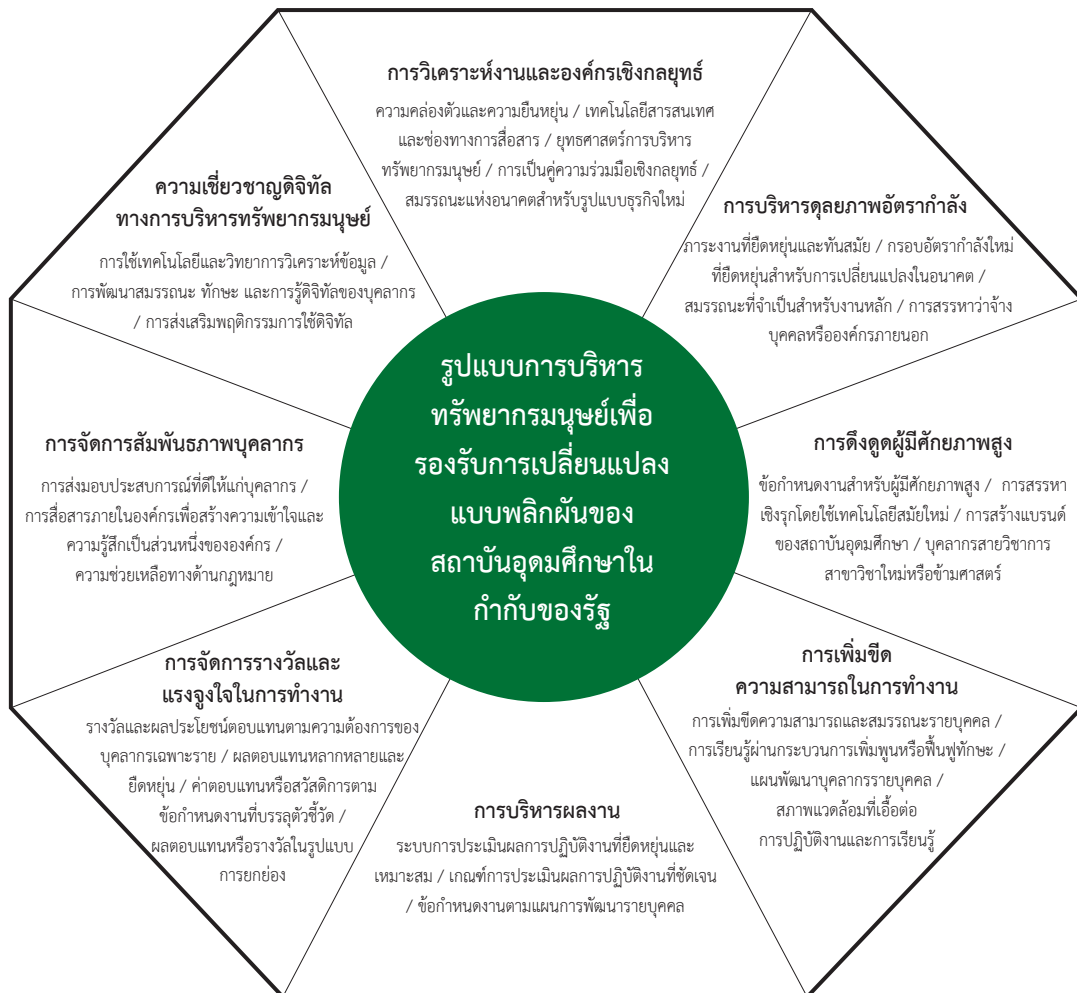 การวิเคราะห์งานและองค์กรเชิงกลยุทธ์
ความคล่องตัวและความยืนหยุ่น / เทคโนโลยีสารสนเทศ
และช่องทางการสื่อสาร / ยุทธศาสตร์การบริหาร
ทรัพยากรมนุษย์ / การเป็นคู่ความร่วมมือเชิงกลยุทธ์ /
สมรรถนะแห่งอนาคตสำหรับรูปแบบธุรกิจใหม่
การบริหารดุลยภาพอัตรากำลัง
ภาระงานที่ยืดหยุ่นและทันสมัย / กรอบอัตรากำลังใหม่
ที่ยืดหยุ่นสำหรับการเปลี่ยนแปลงในอนาคต /
สมรรถนะที่จำเป็นสำหรับงานหลัก / การสรรหาว่าจ้าง
บุคคลหรือองค์กรภายนอก
การดึงดูดผู้มีศักยภาพสูง
ข้อกำหนดงานสำหรับผู้มีศักยภาพสูง / การสรรหา
เชิงรุกโดยใช้เทคโนโลยีสมัยใหม่ / การสร้างแบรนด์
ของสถาบันอุดมศึกษา / บุคลากรสายวิชาการ
สาขาวิชาใหม่หรือข้ามศาสตร์
การเพิ่มขีด
ความสามารถในการทำงาน
การเพิ่มขีดความสามารถและสมรรถนะรายบุคคล /
การเรียนรู้ผ่านกระบวนการเพิ่มพูนหรือฟื้นฟูทักษะ /
แผนพัฒนาบุคลากรรายบุคคล /
สภาพแวดล้อมที่เอื้อต่อ
การปฏิบัติงานและการเรียนรู้
การบริหารผลงาน
ระบบการประเมินผลการปฏิบัติงานที่ยืดหยุ่นและ
เหมาะสม / เกณฑ์การประเมินผลการปฏิบัติงานที่ชัดเจน
/ ข้อกำหนดงานตามแผนการพัฒนารายบุคคล
การจัดการรางวัลและ
แรงจูงใจในการทำงาน
รางวัลและผลประโยชน์ตอบแทนตามความต้องการของ
บุคลากรเฉพาะราย / ผลตอบแทนหลากหลายและ
ยืดหยุ่น / ค่าตอบแทนหรือสวัสดิการตาม
ข้อกำหนดงานที่บรรลุตัวชี้วัด /
ผลตอบแทนหรือรางวัลในรูปแบบ
การยกย่อง
การจัดการสัมพันธภาพบุคลากร
การส่งมอบประสบการณ์ที่ดีให้แก่บุคลากร /
การสื่อสารภายในองค์กรเพื่อสร้างความเข้าใจและ
ความรู้สึกเป็นส่วนหนึ่งขององค์กร /
ความช่วยเหลือทางด้านกฎหมาย
ความเชี่ยวชาญดิจิทัล
ทางการบริหารทรัพยากรมนุษย์
การใช้เทคโนโลยีและวิทยาการวิเคราะห์ข้อมูล /
การพัฒนาสมรรถนะ ทักษะ และการรู้ดิจิทัลของบุคลากร
/ การส่งเสริมพฤติกรรมการใช้ดิจิทัล
รูปแบบการบริหาร
ทรัพยากรมนุษย์เพื่อ
รองรับการเปลี่ยนแปลง
แบบพลิกผันของ
สถาบันอุดมศึกษาใน
กำกับของรัฐ